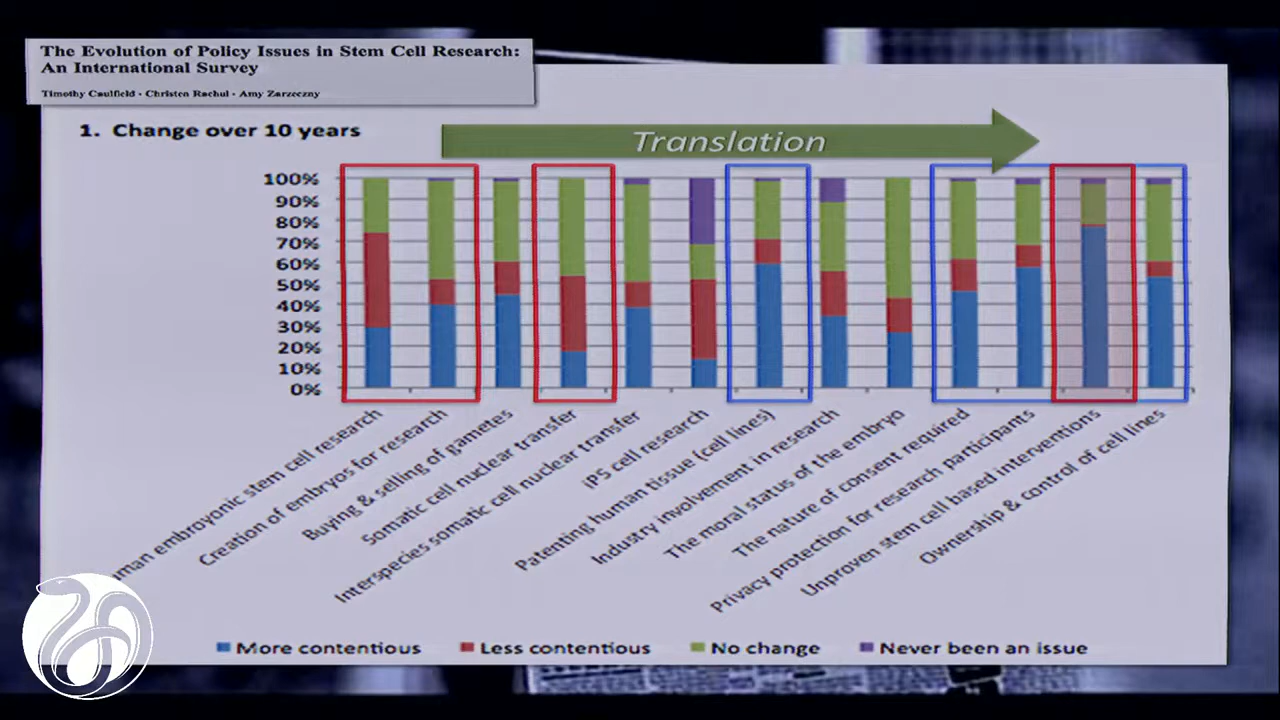 The Evolution of Policy Issues in Stem Cell Research:
An International Survey
Timothy Caulfield · Christen Rachul · Amy Zarzeczny
1. Change over 10 years
Translation
100%
90%
80%
70%
60%
50%
40%
30%
20%
10%
0%
uman embroyonic stem cell research
Creation of embryos for research
Buying & selling of gametes
Somatic cell nuclear transfer
Interspecies somatic cell nuclear transfer
iPS cell research
Patenting human tissue (cell lines)
Industry involvement in research
The moral status of the embryo
The nature of consent required
Privacy protection for research participants
Unproven stem cell based interventions
Ownership & control of cell lines
More contentious
Less contentious
No change
Never been an issue